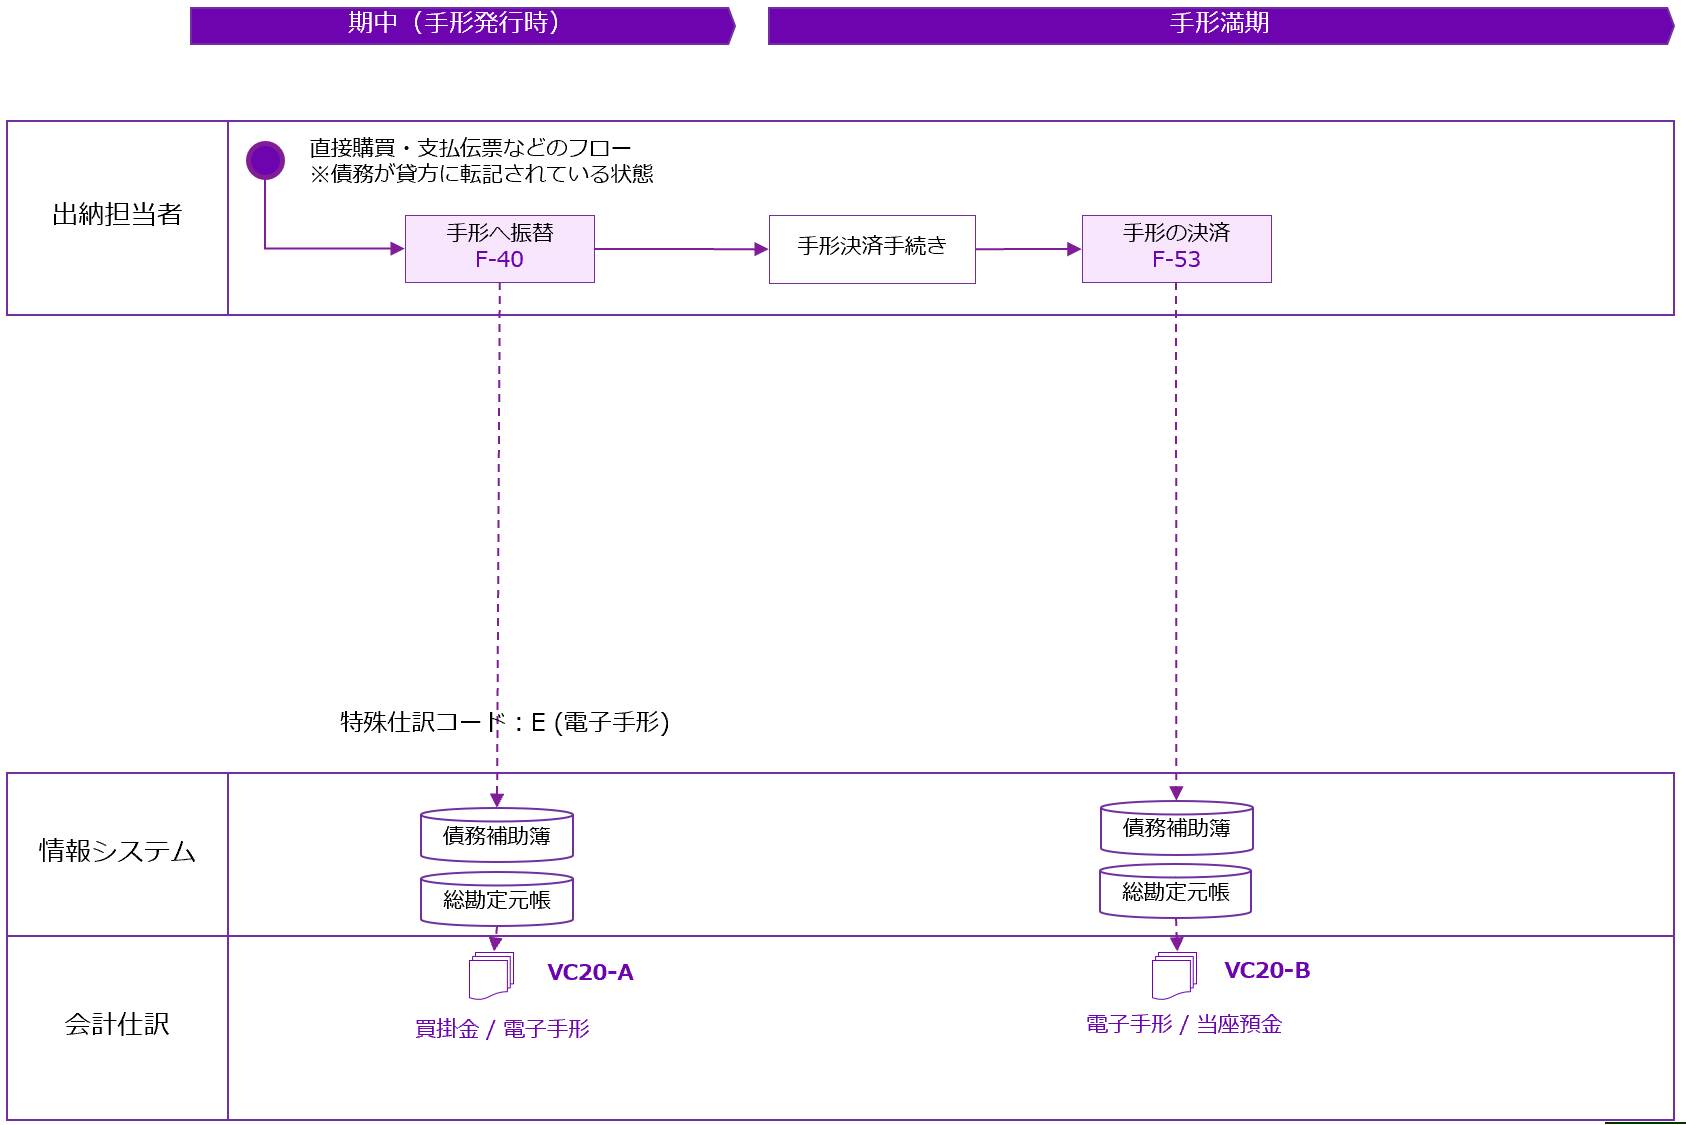 期中（手形発行時）
手形満期
出納担当者
直接購買・支払伝票などのフロー
※債務が貸方に転記されている状態
手形へ振替
F-40
手形決済手続き
手形の決済
F-53
特殊仕訳コード：E (電子手形)
情報システム
債務補助簿
総勘定元帳
債務補助簿
総勘定元帳
会計仕訳
VC20-A
買掛金 / 電子手形
VC20-B
電子手形 / 当座預金